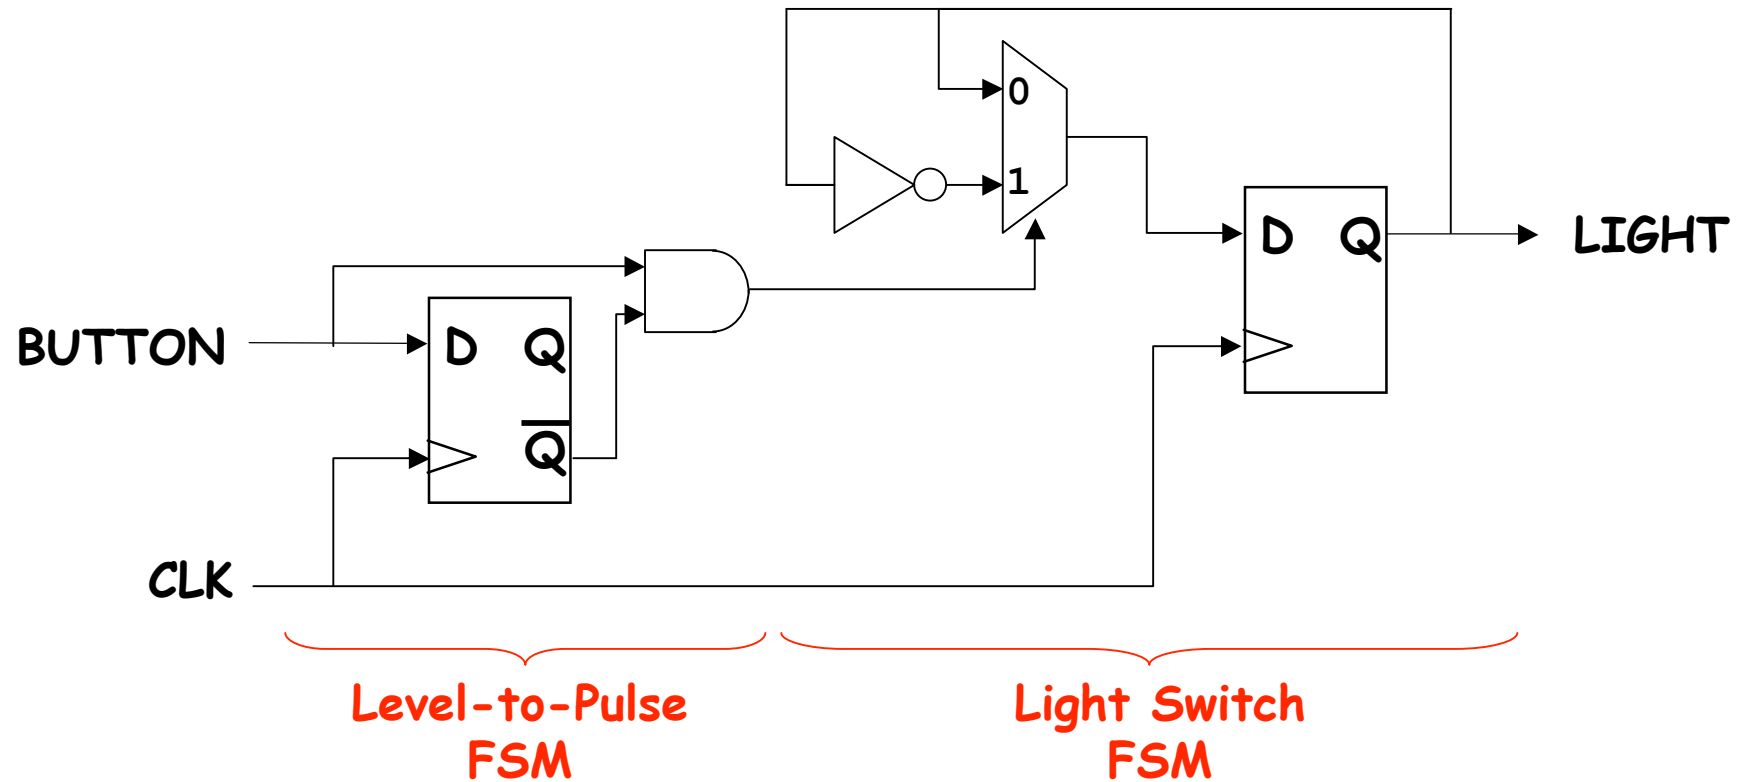 0
1
D Q
LIGHT
BUTTON
D Q
Q̅
CLK
Level-to-Pulse
FSM
Light Switch
FSM